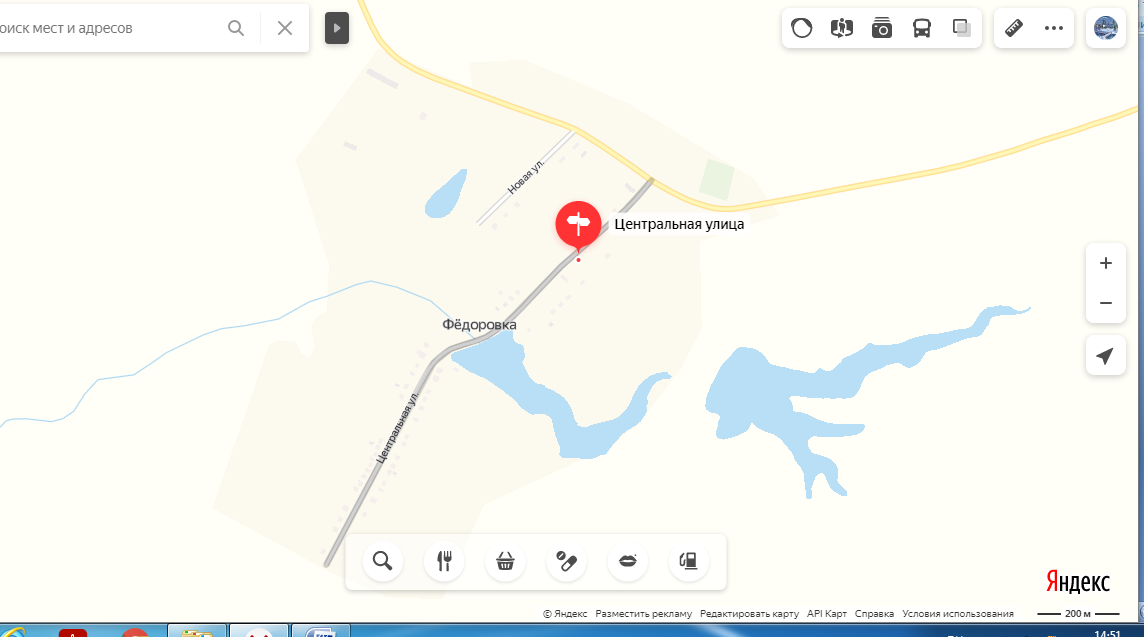 оиск мест и адресов
Новая ул.
Центральная улица
Фёдоровка
Центральная ул.
Яндекс
© Яндекс Разместить рекламу Редактировать карту API Карт Справка Условия использования
200 м
14:51